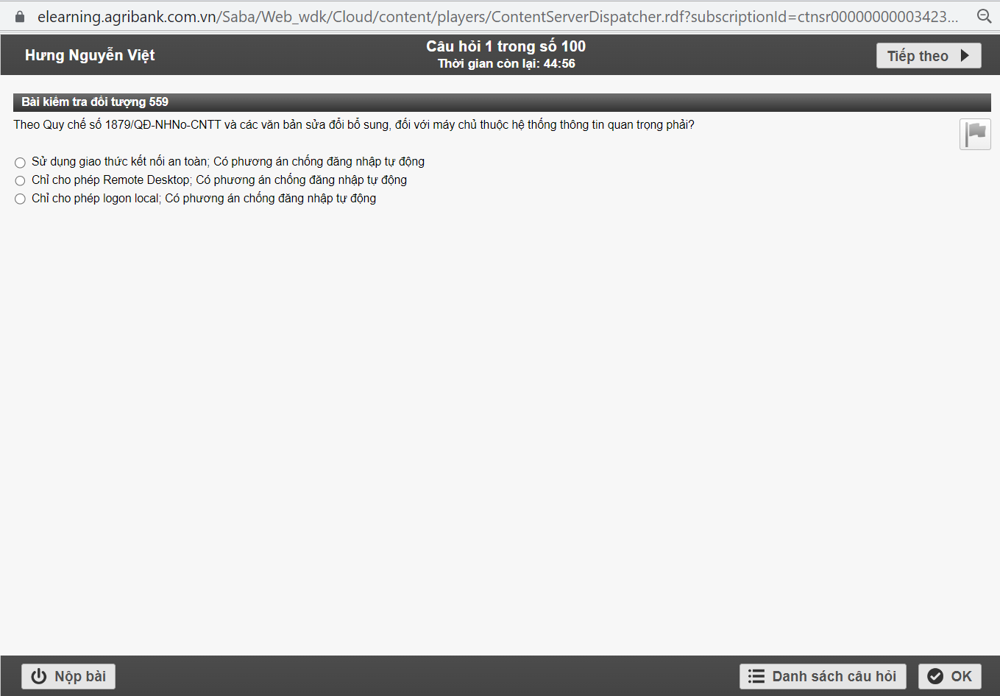 elearning.agribank.com.vn/Saba/Web_wdk/Cloud/content/players/ContentServerDispatcher.rdf?subscriptionId=ctnsr00000000003423...
Hưng Nguyễn Việt
Câu hỏi 1 trong số 100
Thời gian còn lại: 44:56
Tiếp theo
Bài kiểm tra đối tượng 559
Theo Quy chế số 1879/QĐ-NHNo-CNTT và các văn bản sửa đổi bổ sung, đối với máy chủ thuộc hệ thống thông tin quan trọng phải?
Sử dụng giao thức kết nối an toàn; Có phương án chống đăng nhập tự động
Chỉ cho phép Remote Desktop; Có phương án chống đăng nhập tự động
Chỉ cho phép logon local; Có phương án chống đăng nhập tự động
Nộp bài
Danh sách câu hỏi
OK